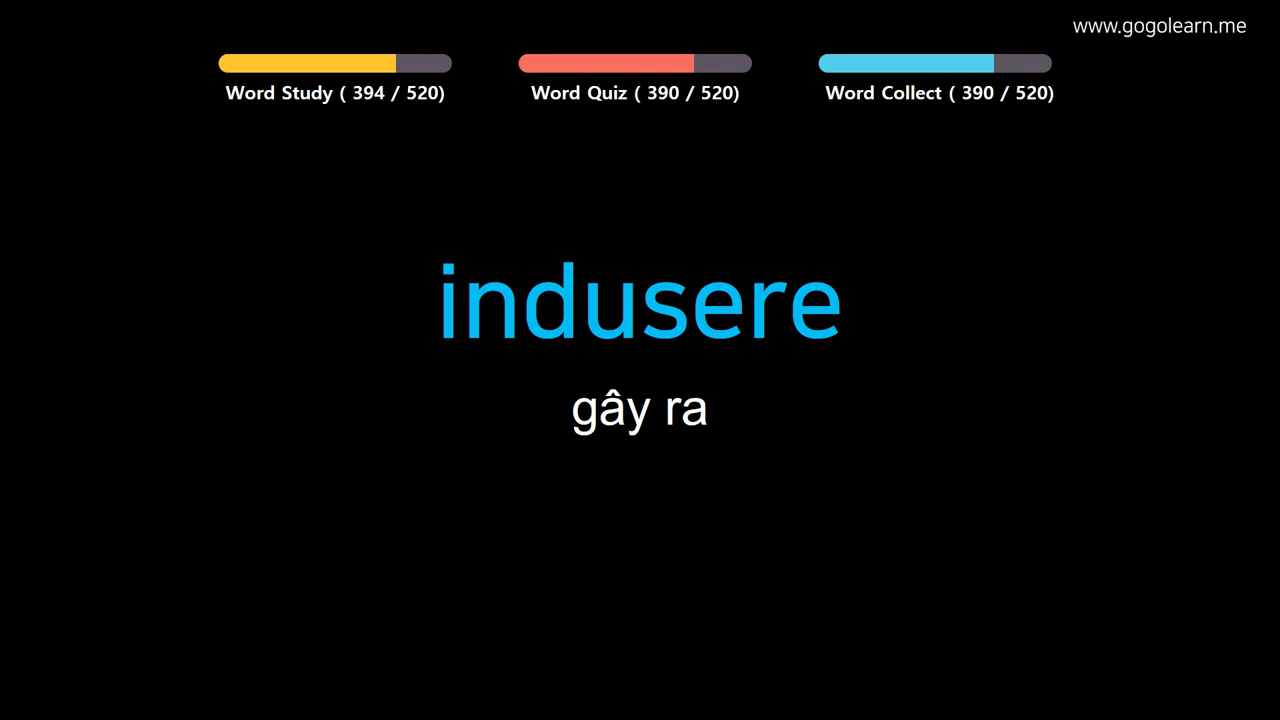 www.gogolearn.me
Word Study ( 394 / 520)
Word Quiz ( 390 / 520)
Word Collect ( 390 / 520)
indusere
gây ra